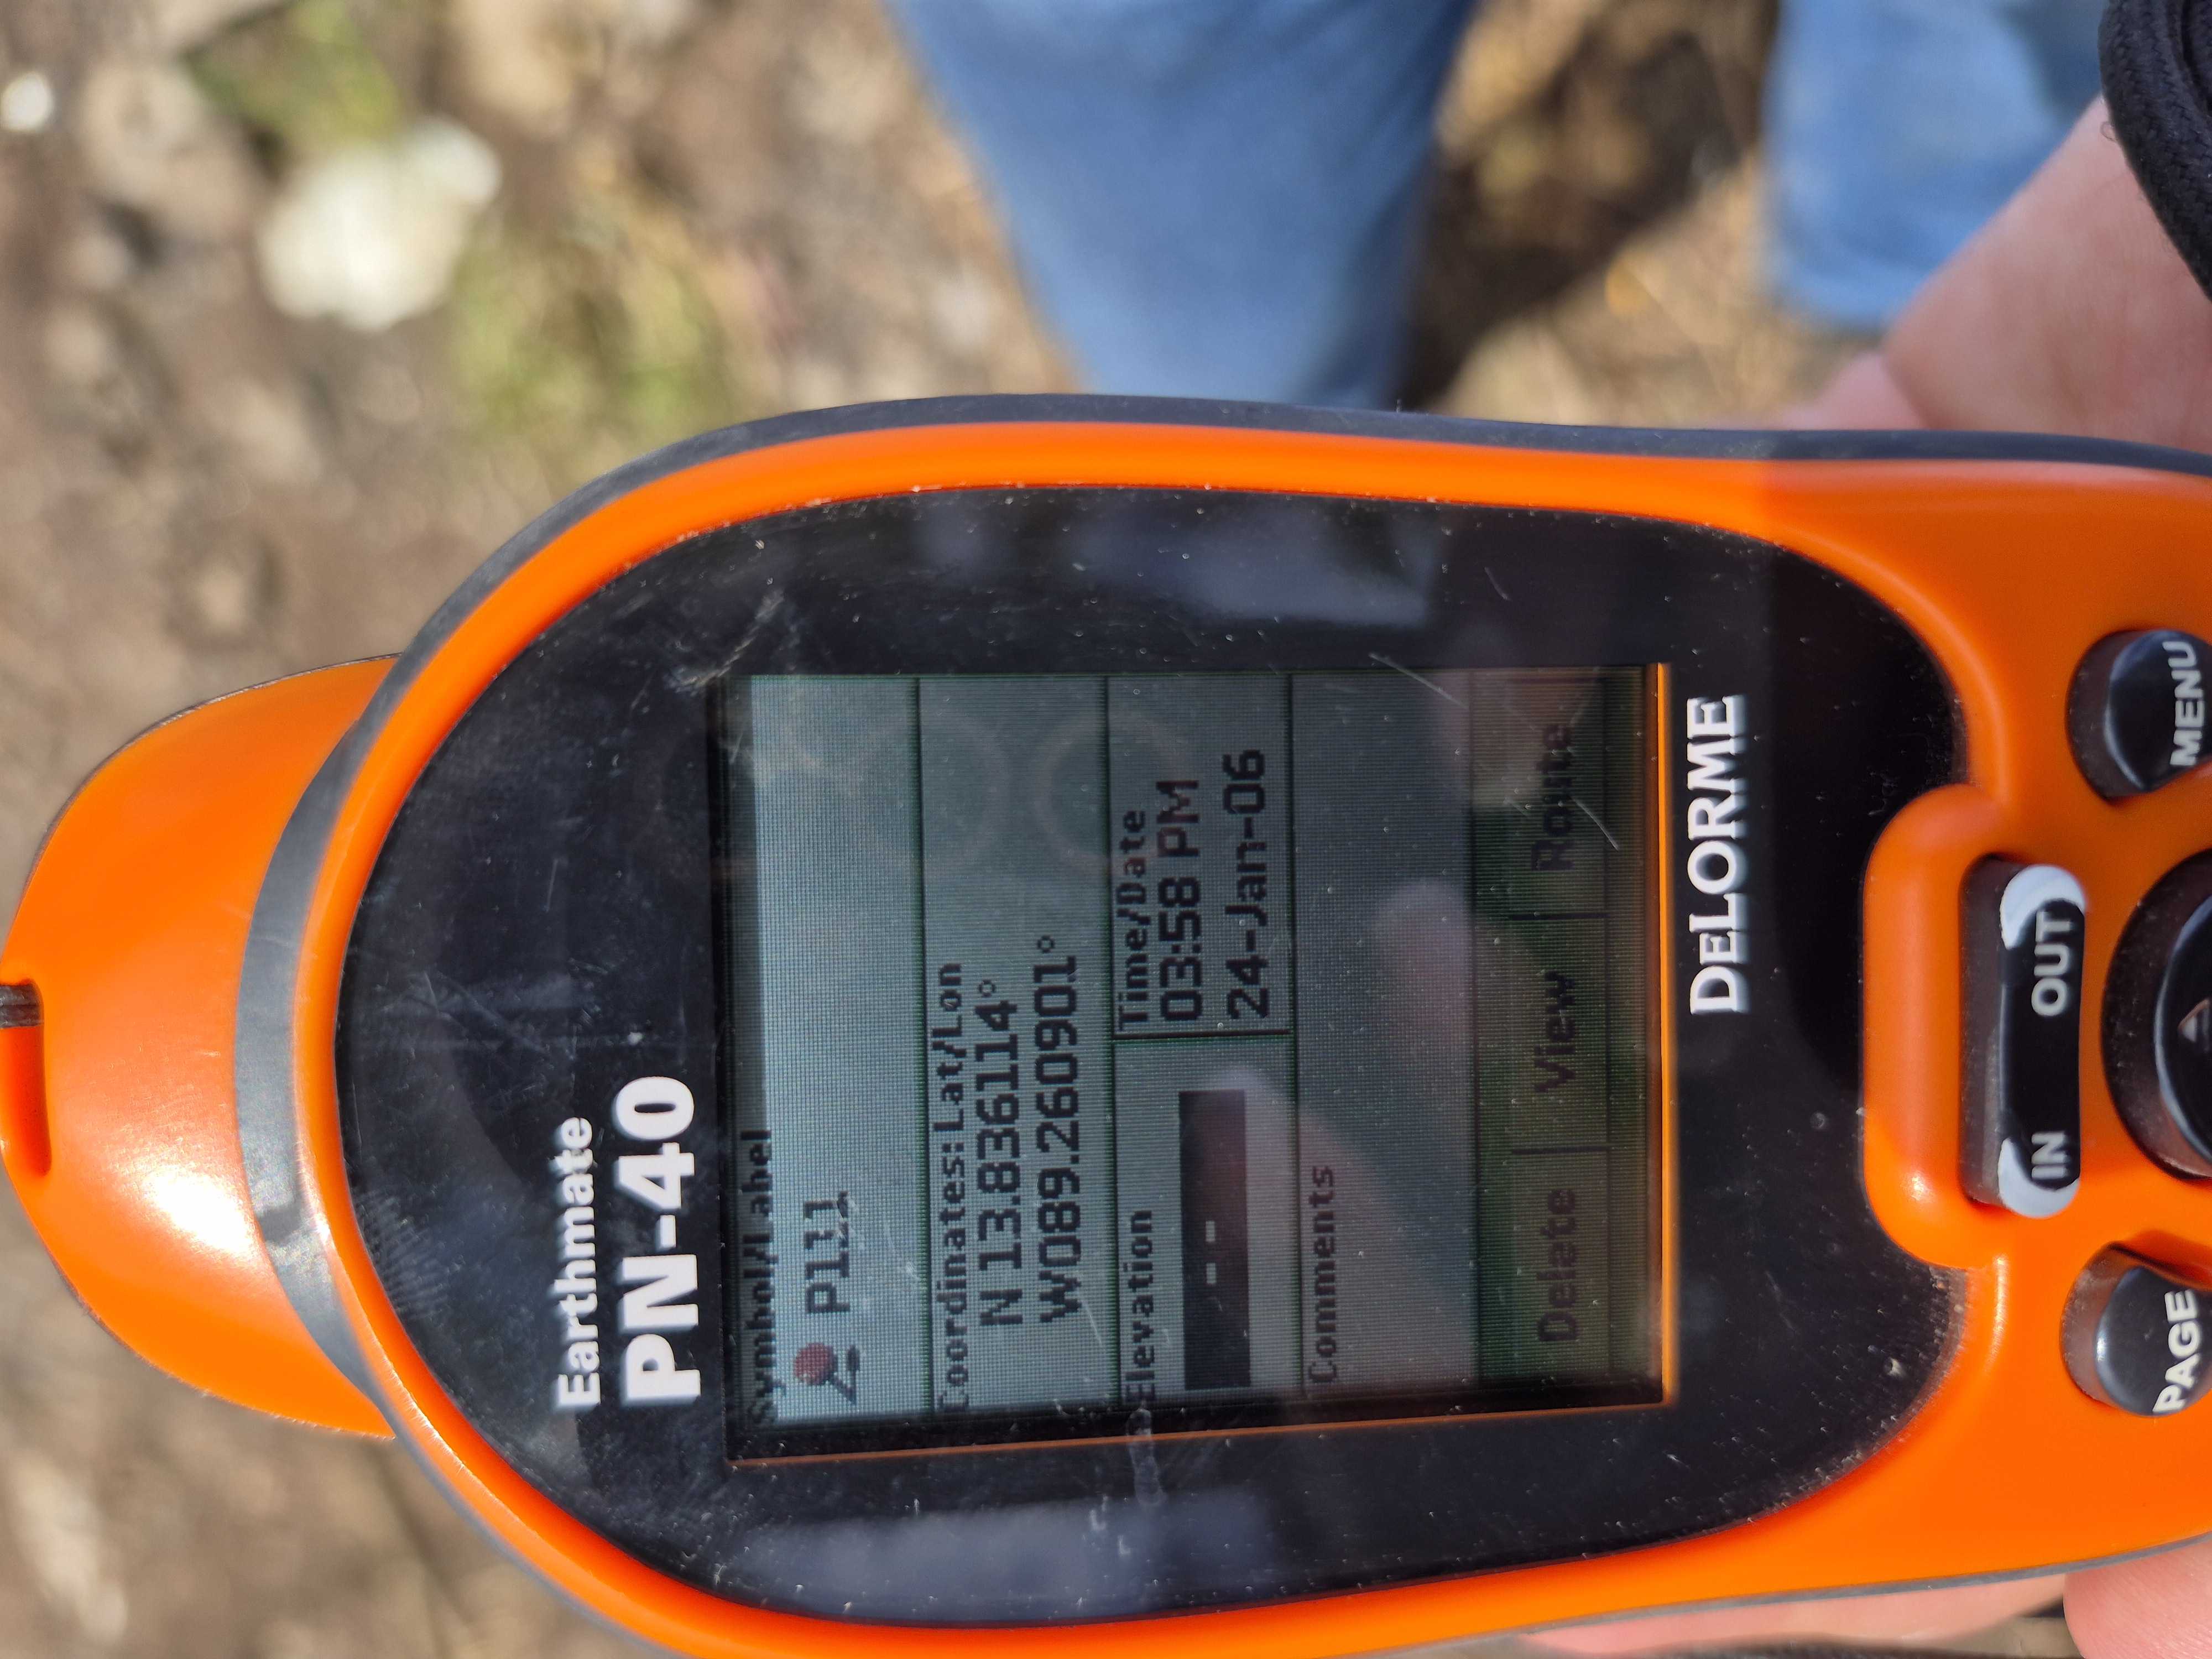 Earthmate
PN-40
Symbol/Label
P111
Coordinates:Lat/Lon
N 13.836114°
W089.260901°
Elevation
--
Time/Date
03:58 PM
24-Jan-06
Comments
Delete
View
Route
DELORME
PAGE
IN
OUT
MENU